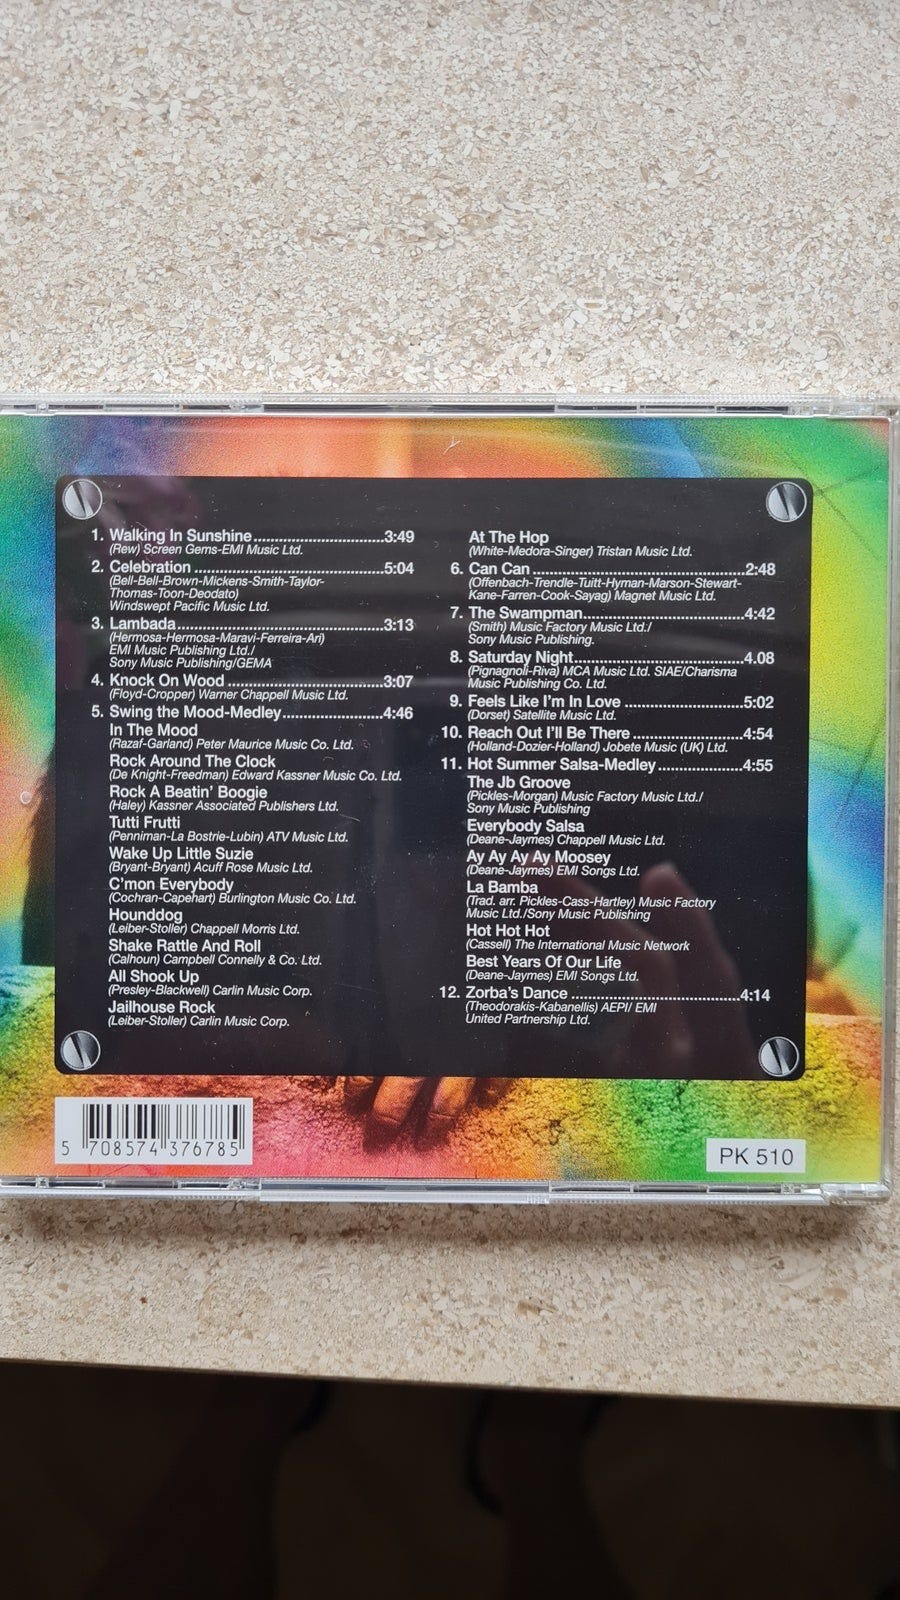 1. Walking In Sunshine..............................3:49
(Rew) Screen Gems-EMI Music Ltd.
2. Celebration ............................................5:04
(Bell-Bell-Brown-Mickens-Smith-Taylor-
Thomas-Toon-Deodato)
Windswept Pacific Music Ltd.
3. Lambada................................................3:13
(Hermosa-Hermosa-Maravi-Ferreira-Ari)
EMI Music Publishing Ltd./
Sony Music Publishing/GEMA
4. Knock On Wood ....................................3:07
(Floyd-Cropper) Warner Chappell Music Ltd.
5. Swing the Mood-Medley.......................4:46
In The Mood
(Razaf-Garland) Peter Maurice Music Co. Ltd.
Rock Around The Clock
(De Knight-Freedman) Edward Kassner Music Co. Ltd.
Rock A Beatin' Boogie
(Haley) Kassner Associated Publishers Ltd.
Tutti Frutti
(Penniman-La Bostrie-Lubin) ATV Music Ltd.
Wake Up Little Suzie
(Bryant-Bryant) Acuff Rose Music Ltd.
C'mon Everybody
(Cochran-Capehart) Burlington Music Co. Ltd.
Hounddog
(Leiber-Stoller) Chappell Morris Ltd.
Shake Rattle And Roll
(Calhoun) Campbell Connelly & Co. Ltd.
All Shook Up
(Presley-Blackwell) Carlin Music Corp.
Jailhouse Rock
(Leiber-Stoller) Carlin Music Corp.
At The Hop
(White-Medora-Singer) Tristan Music Ltd.
6. Can Can ................................................2:48
(Offenbach-Trendle-Tuitt-Hyman-Marson-Stewart-
Kane-Farren-Cook-Sayag) Magnet Music Ltd.
7. The Swampman....................................4:42
(Smith) Music Factory Music Ltd./
Sony Music Publishing.
8. Saturday Night......................................4.08
(Pignagnoli-Riva) MCA Music Ltd. SIAE/Charisma
Music Publishing Co. Ltd.
9. Feels Like I'm In Love ...........................5:02
(Dorset) Satellite Music Ltd.
10. Reach Out I'll Be There .........................4:54
(Holland-Dozier-Holland) Jobete Music (UK) Ltd.
11. Hot Summer Salsa-Medley...................4:55
The Jb Groove
(Pickles-Morgan) Music Factory Music Ltd./
Sony Music Publishing
Everybody Salsa
(Deane-Jaymes) Chappell Music Ltd.
Ay Ay Ay Ay Moosey
(Deane-Jaymes) EMI Songs Ltd.
La Bamba
(Trad. arr. Pickles-Cass-Hartley) Music Factory
Music Ltd./Sony Music Publishing
Hot Hot Hot
(Cassell) The International Music Network
Best Years Of Our Life
(Deane-Jaymes) EMI Songs Ltd.
12. Zorba's Dance ......................................4:14
(Theodorakis-Kabanellis) AEPI/ EMI
United Partnership Ltd.
5 708574 376785
PK 510